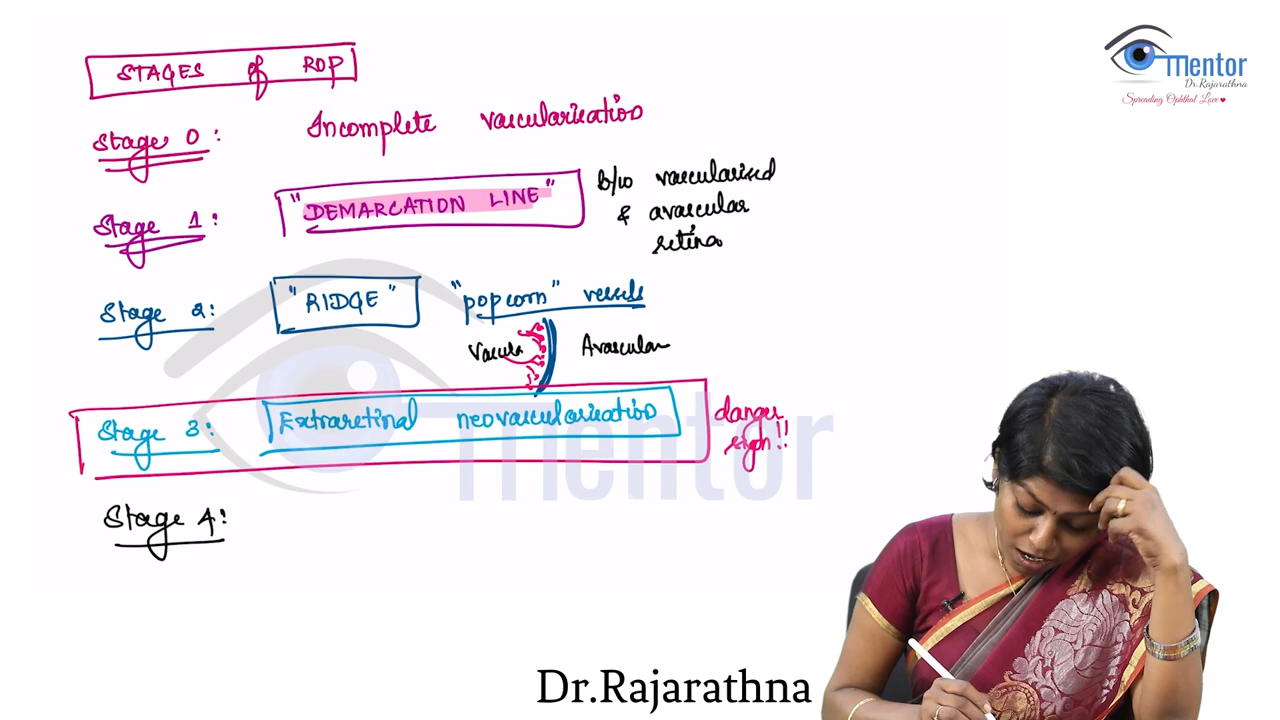 STAGES of ROP
Stage 0: Incomplete vascularisation
Stage 1: "DEMARCATION LINE" b/w vascularised
& avascular
retina
Stage 2: "RIDGE" "popcorn" vessels
Vascular Avascular
Stage 3: Extraretinal neovascularisation danger
sign!!
Stage 4:
mentor
Dr.Rajarathna
Spreading Ophthal Love
mentor
Dr.Rajarathna